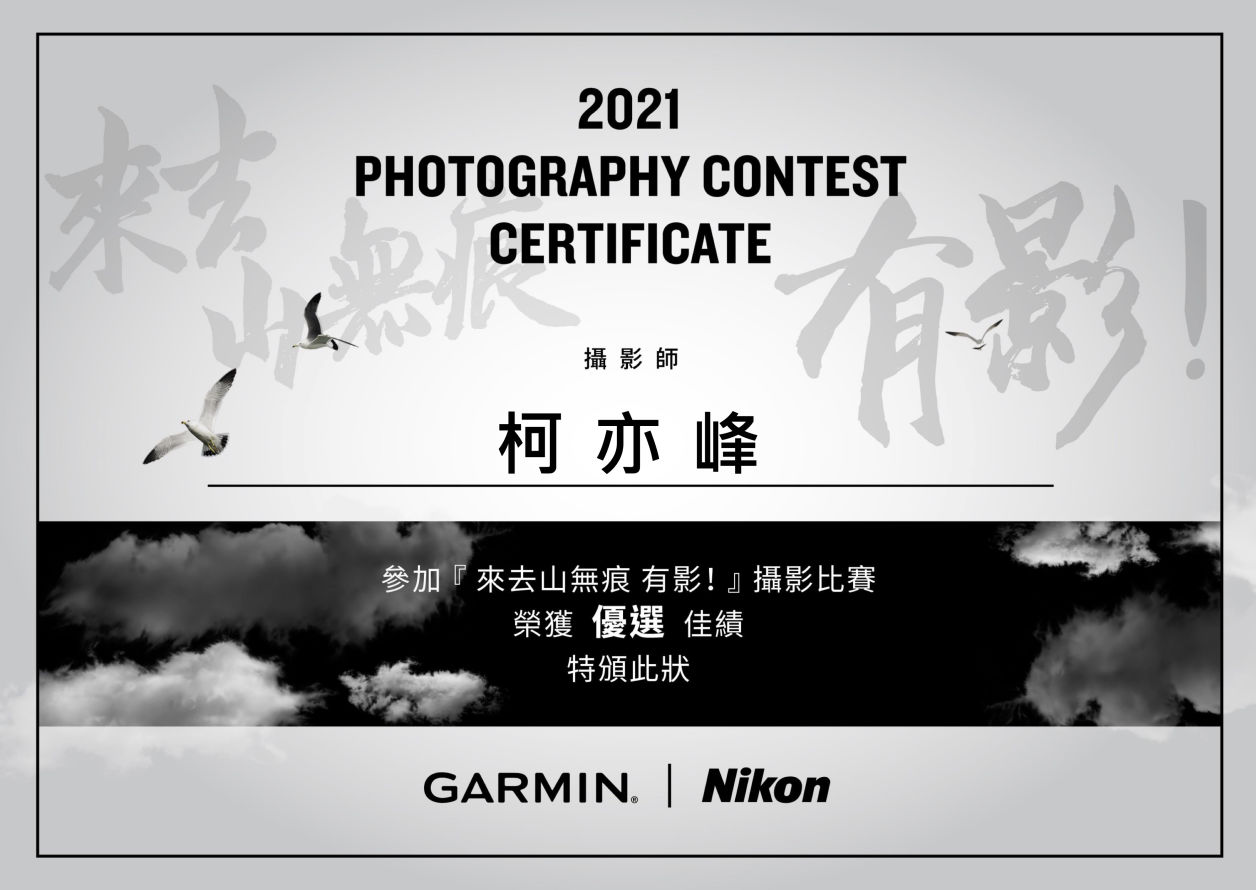 2021
PHOTOGRAPHY CONTEST
CERTIFICATE
來去
山無痕
有影!
攝影師
柯亦峰
參加『來去山無痕 有影!』攝影比賽
榮獲 優選 佳績
特頒此狀
GARMIN® | Nikon